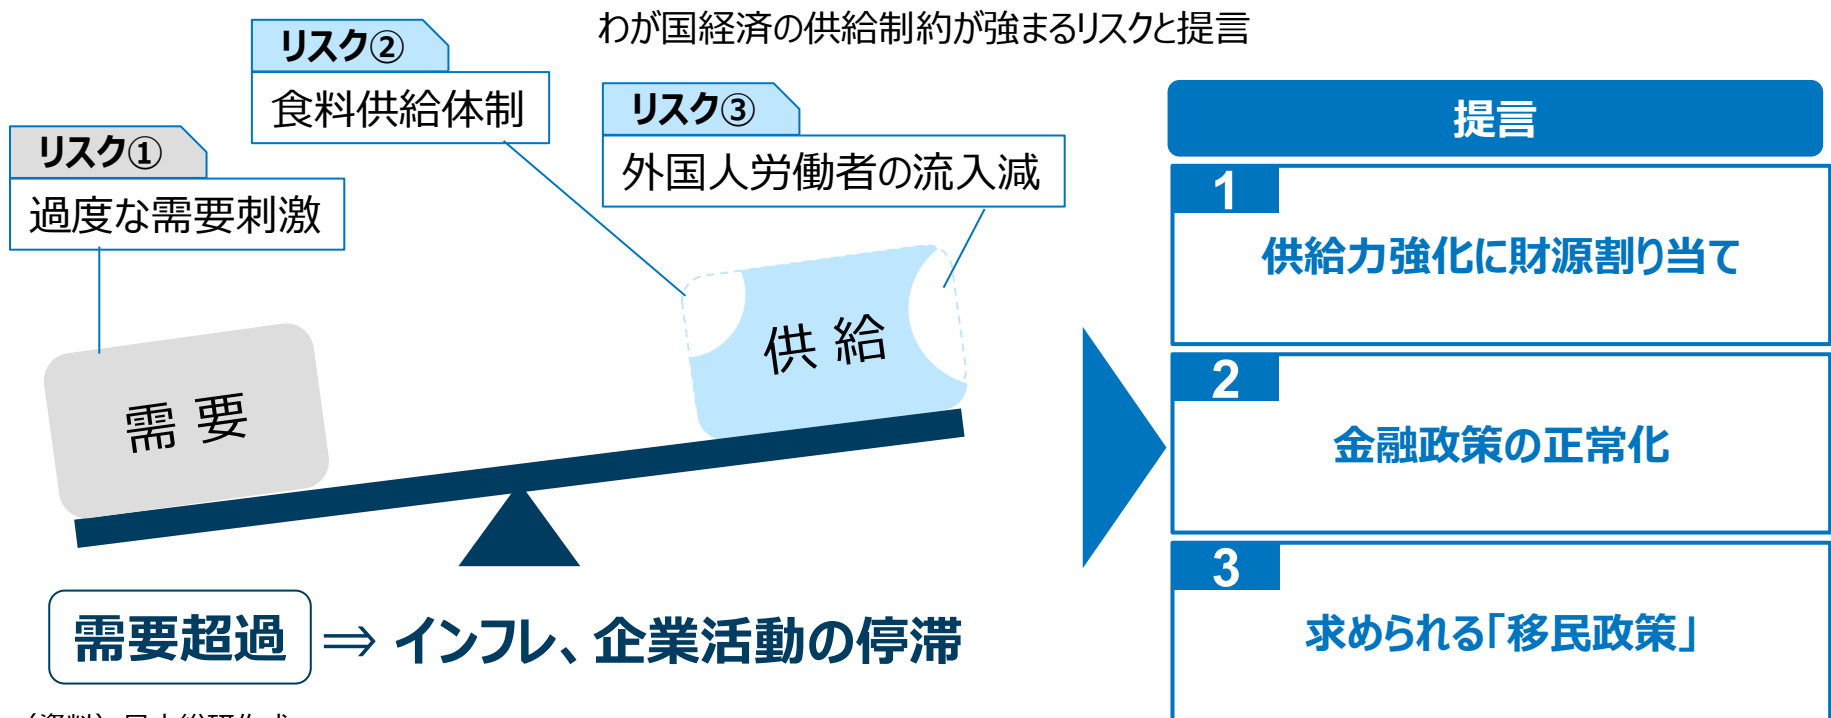 わが国経済の供給制約が強まるリスクと提言
リスク①
過度な需要刺激
リスク②
食料供給体制
リスク③
外国人労働者の流入減
需 要
供 給
需要超過 ⇒ インフレ、企業活動の停滞
提言
1
供給力強化に財源割り当て
2
金融政策の正常化
3
求められる「移民政策」